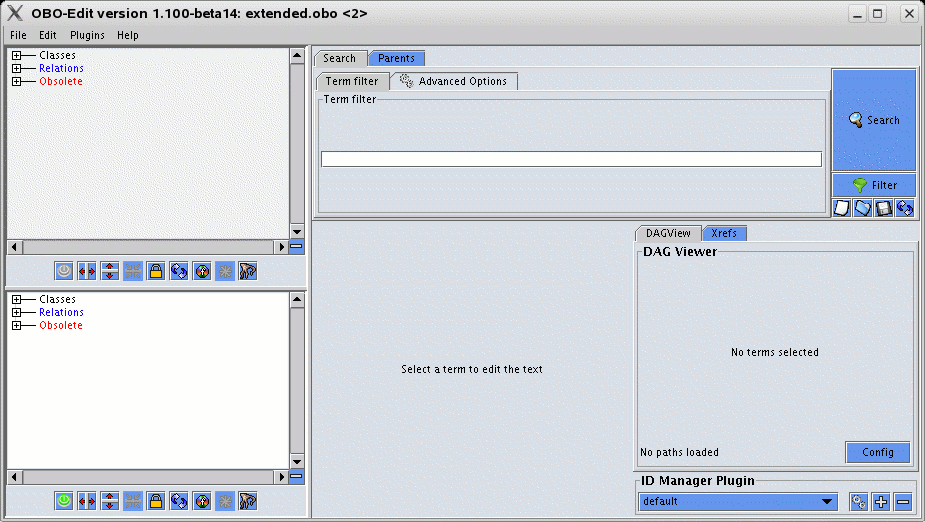 OBO-Edit version 1.100-beta14: extended.obo <2>
File Edit Plugins Help
Classes
Relations
Obsolete
Search Parents
Term filter Advanced Options
Term filter
Search
Filter
Classes
Relations
Obsolete
Select a term to edit the text
DAGView Xrefs
DAG Viewer
No terms selected
No paths loaded
Config
ID Manager Plugin
default